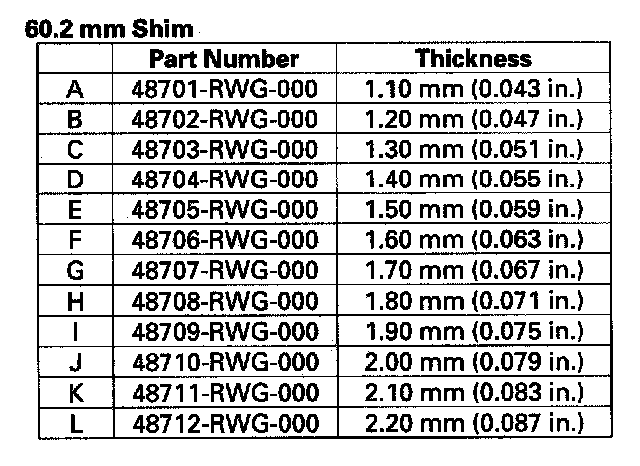 60.2 mm Shim
Part Number Thickness
A 48701-RWG-000 1.10 mm (0.043 in.)
B 48702-RWG-000 1.20 mm (0.047 in.)
C 48703-RWG-000 1.30 mm (0.051 in.)
D 48704-RWG-000 1.40 mm (0.055 in.)
E 48705-RWG-000 1.50 mm (0.059 in.)
F 48706-RWG-000 1.60 mm (0.063 in.)
G 48707-RWG-000 1.70 mm (0.067 in.)
H 48708-RWG-000 1.80 mm (0.071 in.)
I 48709-RWG-000 1.90 mm (0.075 in.)
J 48710-RWG-000 2.00 mm (0.079 in.)
K 48711-RWG-000 2.10 mm (0.083 in.)
L 48712-RWG-000 2.20 mm (0.087 in.)